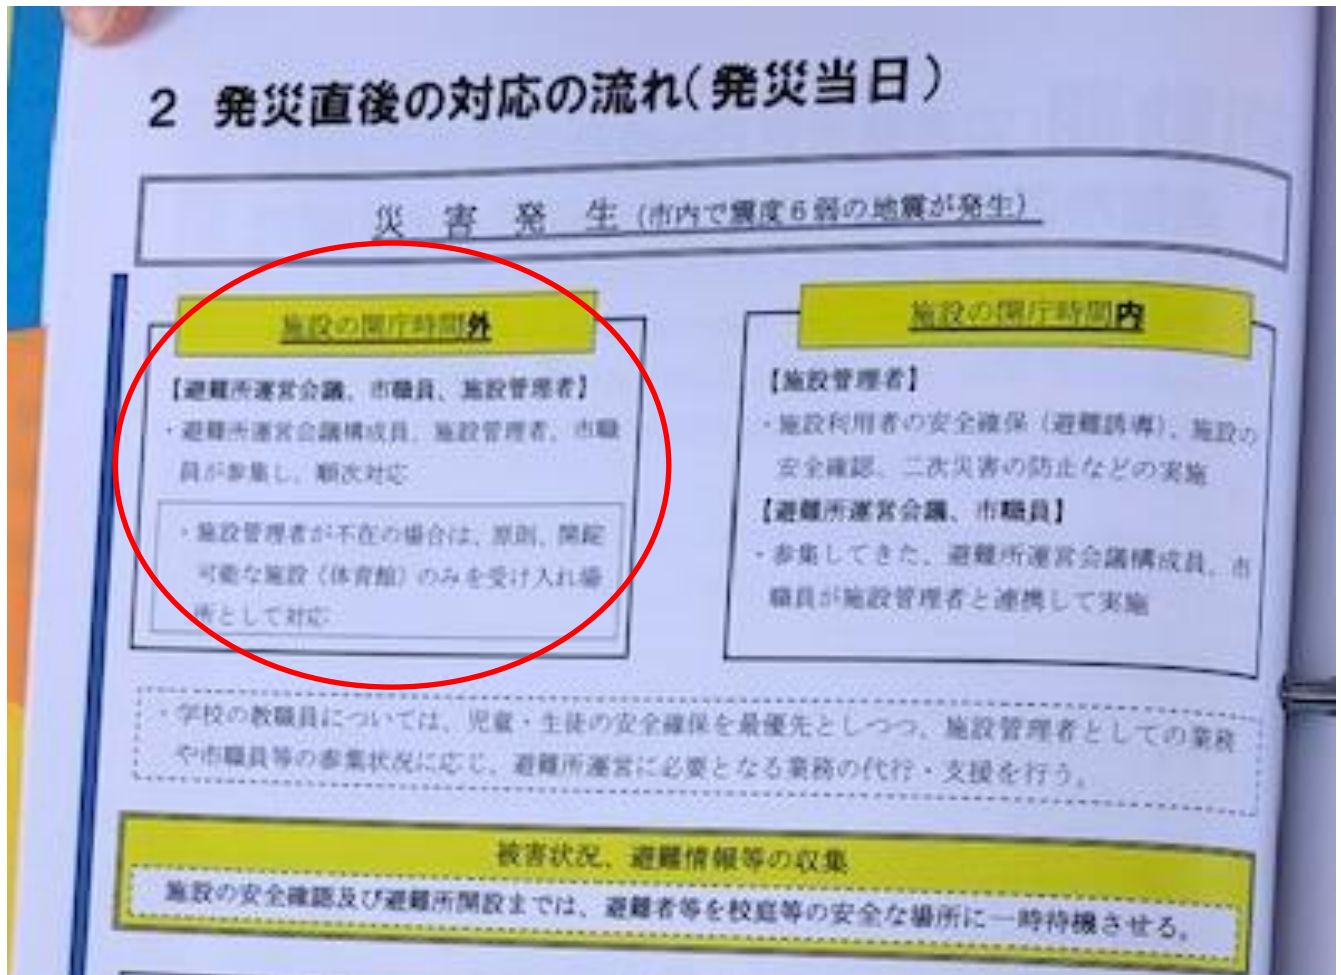 2 発災直後の対応の流れ(発災当日)
災害発生(市内で震度6弱の地震が発生)
施設の開庁時間外
【避難所運営会議、市職員、施設管理者】
・避難所運営会議構成員、施設管理者、市職
員が参集し、順次対応
・施設管理者が不在の場合は、原則、開錠
可能な施設(体育館)のみを受け入れ場
所として対応
施設の開庁時間内
【施設管理者】
・施設利用者の安全確保(避難誘導)、施設の
安全確認、二次災害の防止などの実施
【避難所運営会議、市職員】
・参集してきた、避難所運営会議構成員、市
職員が施設管理者と連携して実施
・学校の教職員については、児童・生徒の安全確保を最優先としつつ、施設管理者としての業務
や市職員等の参集状況に応じ、避難所運営に必要となる業務の代行・支援を行う。
被害状況、避難情報等の収集
施設の安全確認及び避難所開設までは、避難者等を校庭等の安全な場所に一時待機させる。